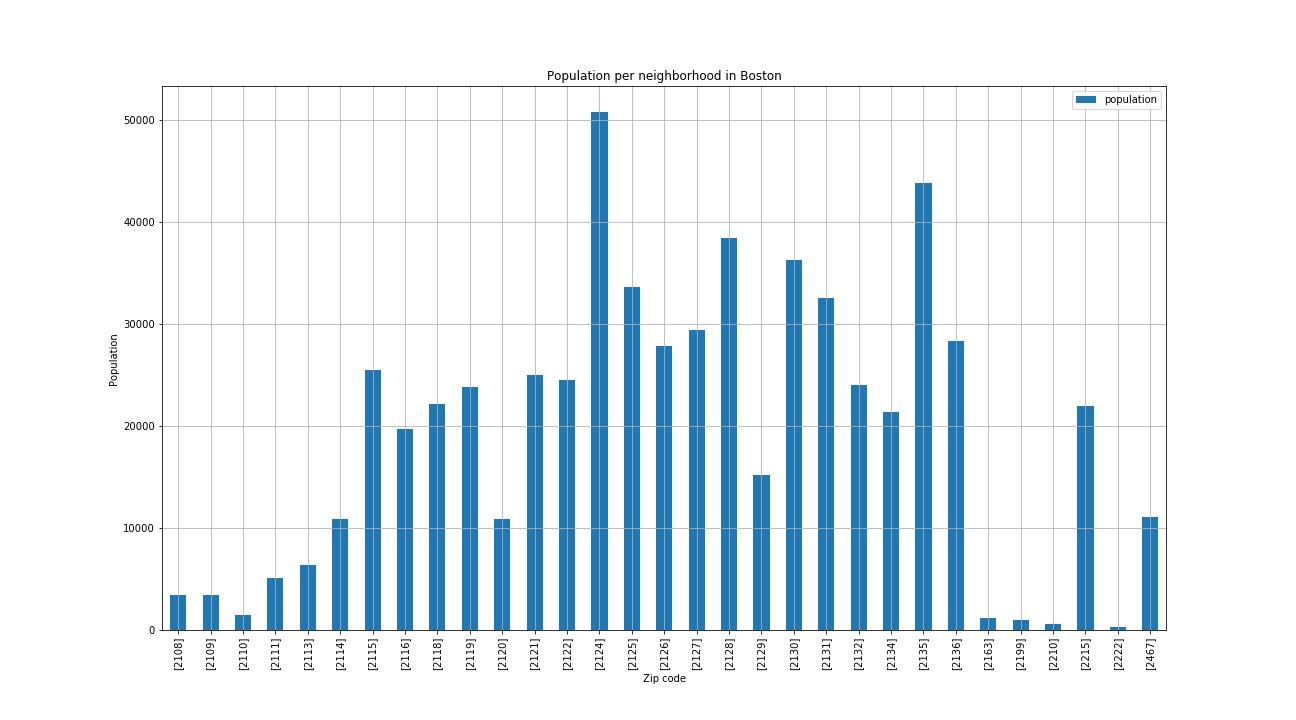 Population per neighborhood in Boston
population
50000
40000
30000
20000
10000
0
Population
[2108] [2109] [2110] [2111] [2113] [2114] [2115] [2116] [2118] [2119] [2120] [2121] [2122] [2124] [2125] [2126] [2127] [2128] [2129] [2130] [2131] [2132] [2134] [2135] [2136] [2163] [2199] [2210] [2215] [2222] [2467]
Zip code